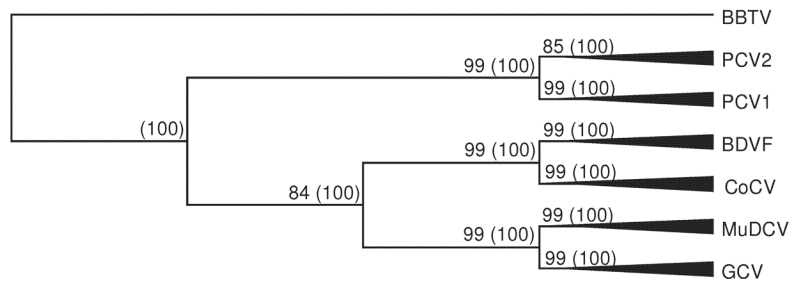 BBTV
85 (100)
99 (100)
PCV2
99 (100)
PCV1
(100)
99 (100)
BDVF
99 (100)
99 (100)
CoCV
84 (100)
99 (100)
MuDCV
99 (100)
99 (100)
GCV